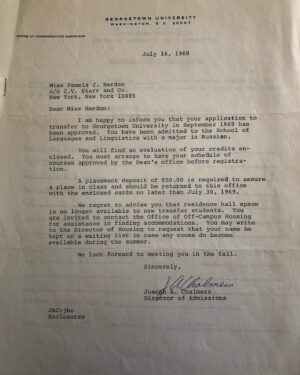 GEORGETOWN UNIVERSITY
WASHINGTON, D.C. 20007
OFFICE OF UNDERGRADUATE ADMISSIONS
July 16, 1969
Miss Pamela J. Hardon
c/o C.V. Starr and Co.
New York, New York 10005
Dear Miss Hardon:
I am happy to inform you that your application to
transfer to Georgetown University in September 1969 has
been approved. You have been admitted to the School of
Languages and Linguistics with a major in Russian.
You will find an evaluation of your credits en-
closed. You must arrange to have your schedule of
courses approved by the Dean's office before registra-
tion.
A placement deposit of $50.00 is required to assure
a place in class and should be returned to this office
with the enclosed cards no later than July 30, 1969.
We regret to advise you that residence hall space
is no longer available to new transfer students. You
are invited to contact the Office of Off-Campus Housing
for assistance in finding accommodations. You may write
to the Director of Housing to request that your name be
kept on a waiting list in case any rooms do become
available during the summer.
We look forward to meeting you in the fall.
Sincerely,
J A Chalmers
Joseph A. Chalmers
Director of Admissions
JAC:jbc
Enclosures